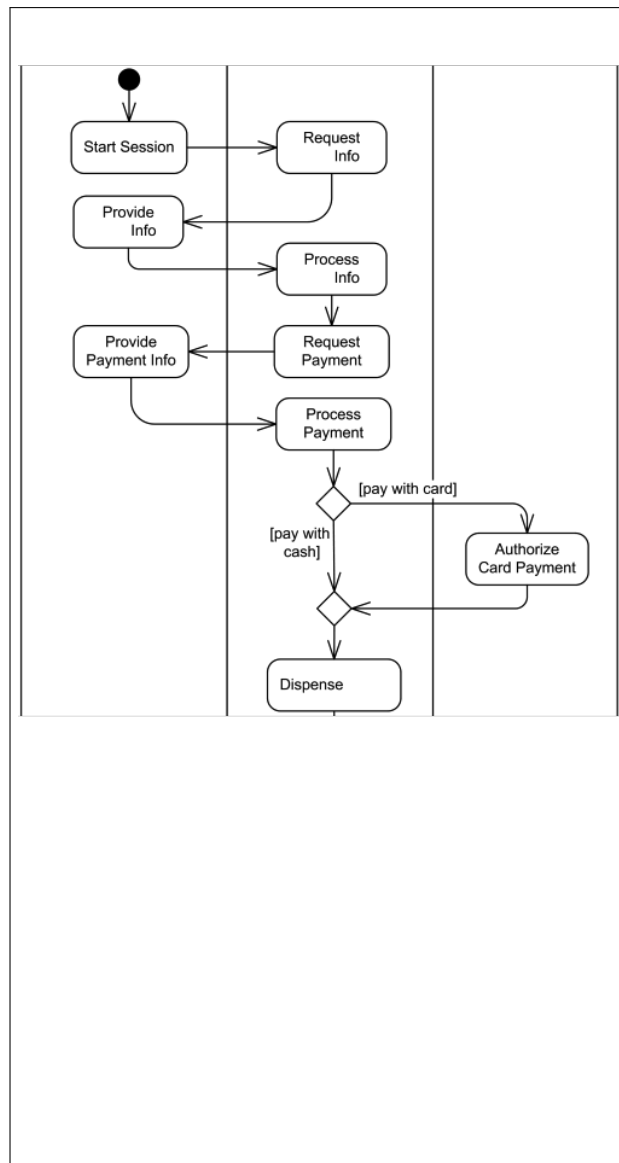 Start Session
Request
Info
Provide
Info
Process
Info
Provide
Payment Info
Request
Payment
Process
Payment
[pay with card]
[pay with
cash]
Authorize
Card Payment
Dispense